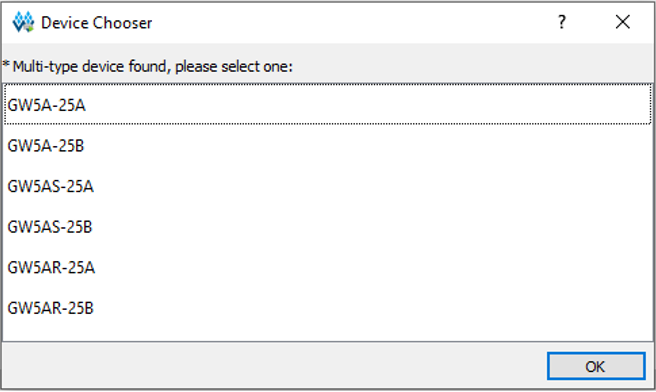 Device Chooser
?
* Multi-type device found, please select one:
GW5A-25A
GW5A-25B
GW5AS-25A
GW5AS-25B
GW5AR-25A
GW5AR-25B
OK